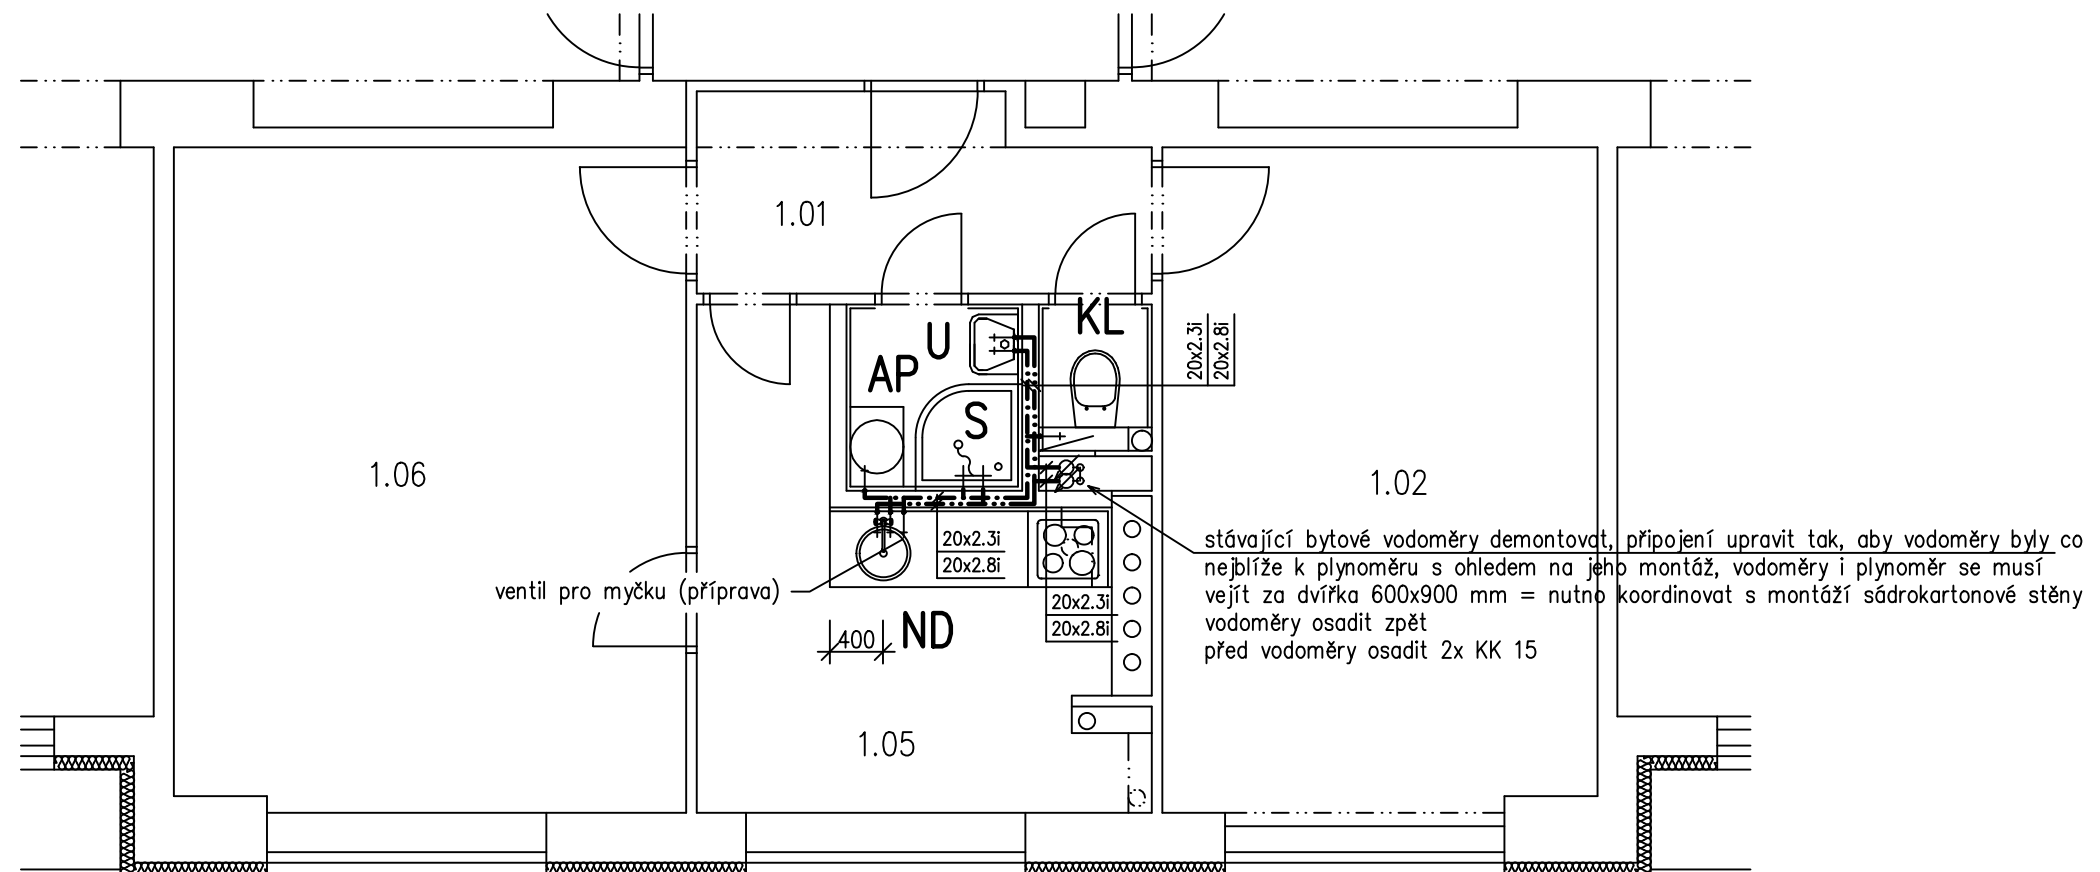 1.01
KL
20x2.3i
20x2.8i
U
AP
S
1.06
1.02
20x2.3i
20x2.8i
stávající bytové vodoměry demontovat, připojení upravit tak, aby vodoměry byly co
nejblíže k plynoměru s ohledem na jeho montáž, vodoměry i plynoměr se musí
vejít za dvířka 600x900 mm = nutno koordinovat s montáží sádrokartonové stěny
vodoměry osadit zpět
před vodoměry osadit 2x KK 15
ventil pro myčku (příprava)
20x2.3i
20x2.8i
400
ND
1.05